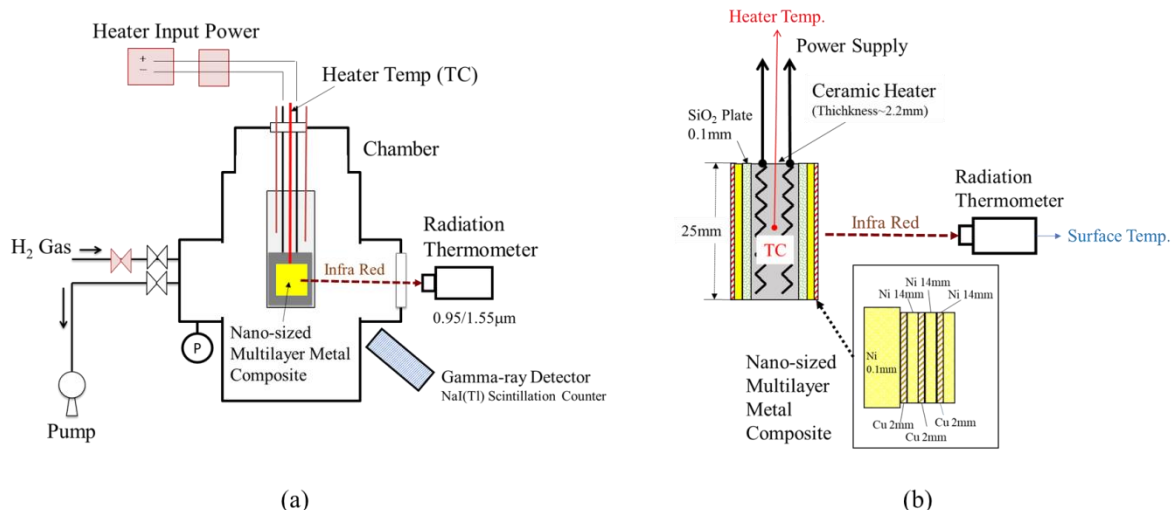 Heater Input Power
+
−
Heater Temp (TC)
Chamber
H2 Gas
Radiation
Thermometer
Infra Red
0.95/1.55μm
Nano-sized
Multilayer Metal
Composite
P
Gamma-ray Detector
NaI(Tl) Scintillation Counter
Pump
(a)
Heater Temp.
Power Supply
Ceramic Heater
(Thichkness~2.2mm)
SiO2 Plate
0.1mm
Radiation
Thermometer
Infra Red
25mm
TC
Surface Temp.
Ni 14mm
Ni 14mm
Ni 14mm
Ni
0.1mm
Cu 2mm
Cu 2mm
Cu 2mm
Nano-sized
Multilayer
Metal
Composite
(b)